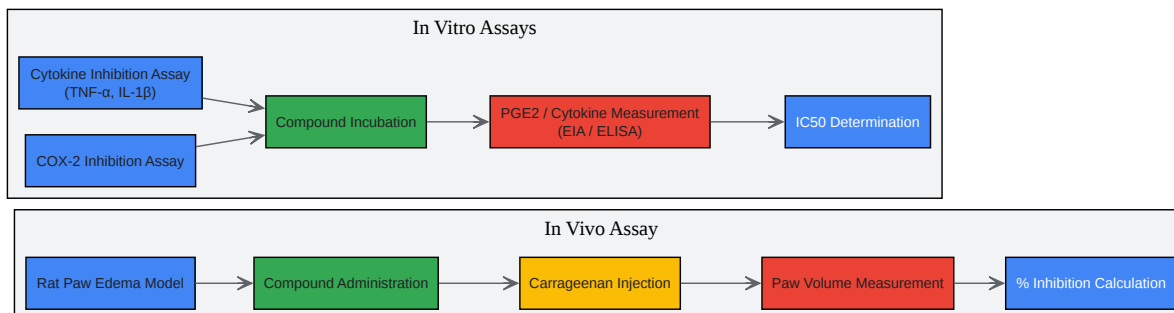 In Vitro Assays
Cytokine Inhibition Assay
(TNF-α, IL-1β)
COX-2 Inhibition Assay
Compound Incubation
PGE2 / Cytokine Measurement
(EIA / ELISA)
IC50 Determination
In Vivo Assay
Rat Paw Edema Model
Compound Administration
Carrageenan Injection
Paw Volume Measurement
% Inhibition Calculation